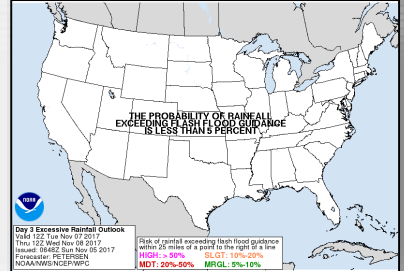 THE PROBABILITY OF RAINFALL
EXCEEDING FLASH FLOOD GUIDANCE
IS LESS THAN 5 PERCENT
noaa
Day 3 Excessive Rainfall Outlook
Valid 12Z Tue Nov 07 2017
Thru 12Z Wed Nov 08 2017
Issued: 0648Z Sun Nov 05 2017
Forecaster: PETERSEN
NOAA/NWS/NCEP/WPC
Risk of rainfall exceeding flash flood guidance
within 25 miles of a point to the right of a line
HIGH: > 50% SLGT: 10%-20%
MDT: 20%-50% MRGL: 5%-10%